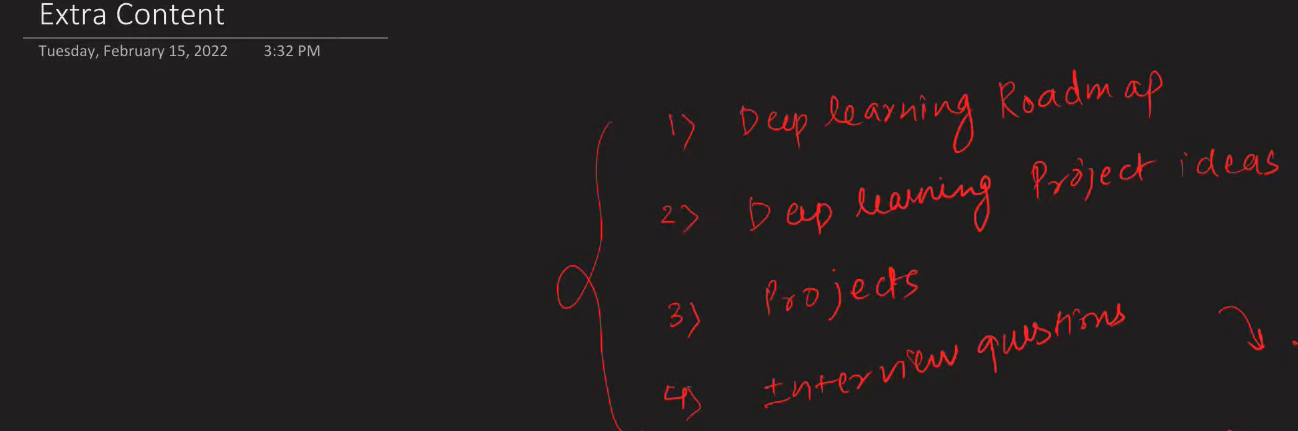 Extra Content
Tuesday, February 15, 2022 3:32 PM
1) Deep learning Roadmap
2) Deep learning Project ideas
3) Projects
4) Interview questions